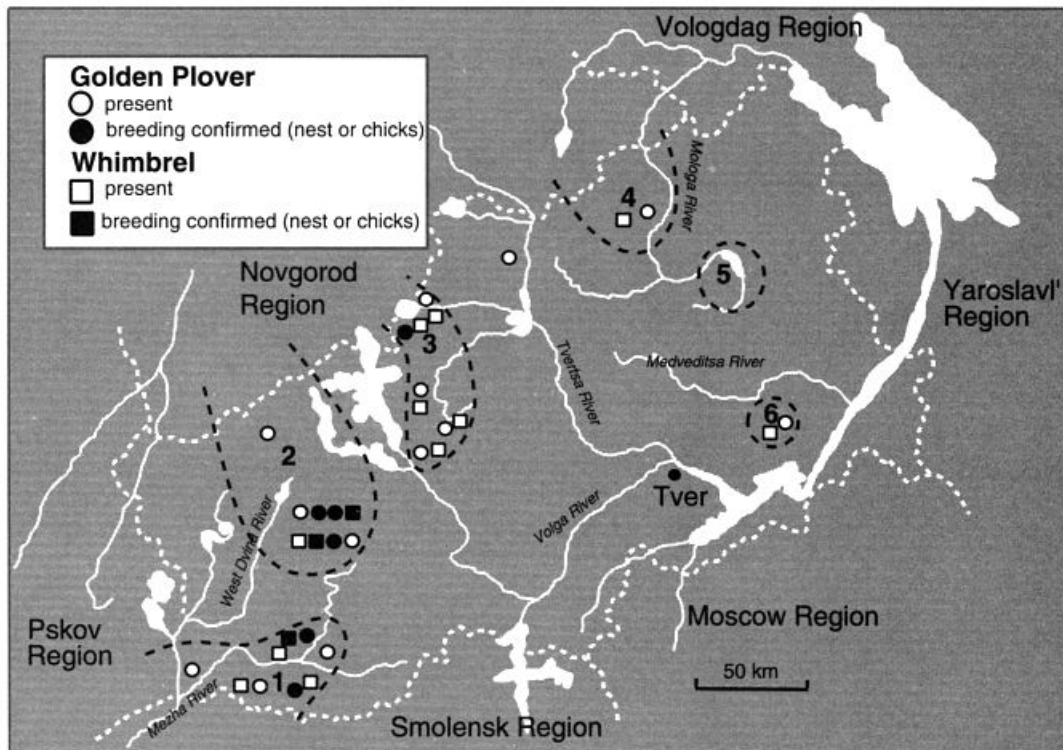 Vologdag Region
Golden Plover
present
breeding confirmed (nest or chicks)
Whimbrel
present
breeding confirmed (nest or chicks)
4
Mologa River
Novgorod
Region
5
Yaroslavl'
Region
3
Tvertsa River
Medveditsa River
6
2
Tver
Volga River
West Dvina River
Pskov
Region
Moscow Region
50 km
1
Mezha River
Smolensk Region